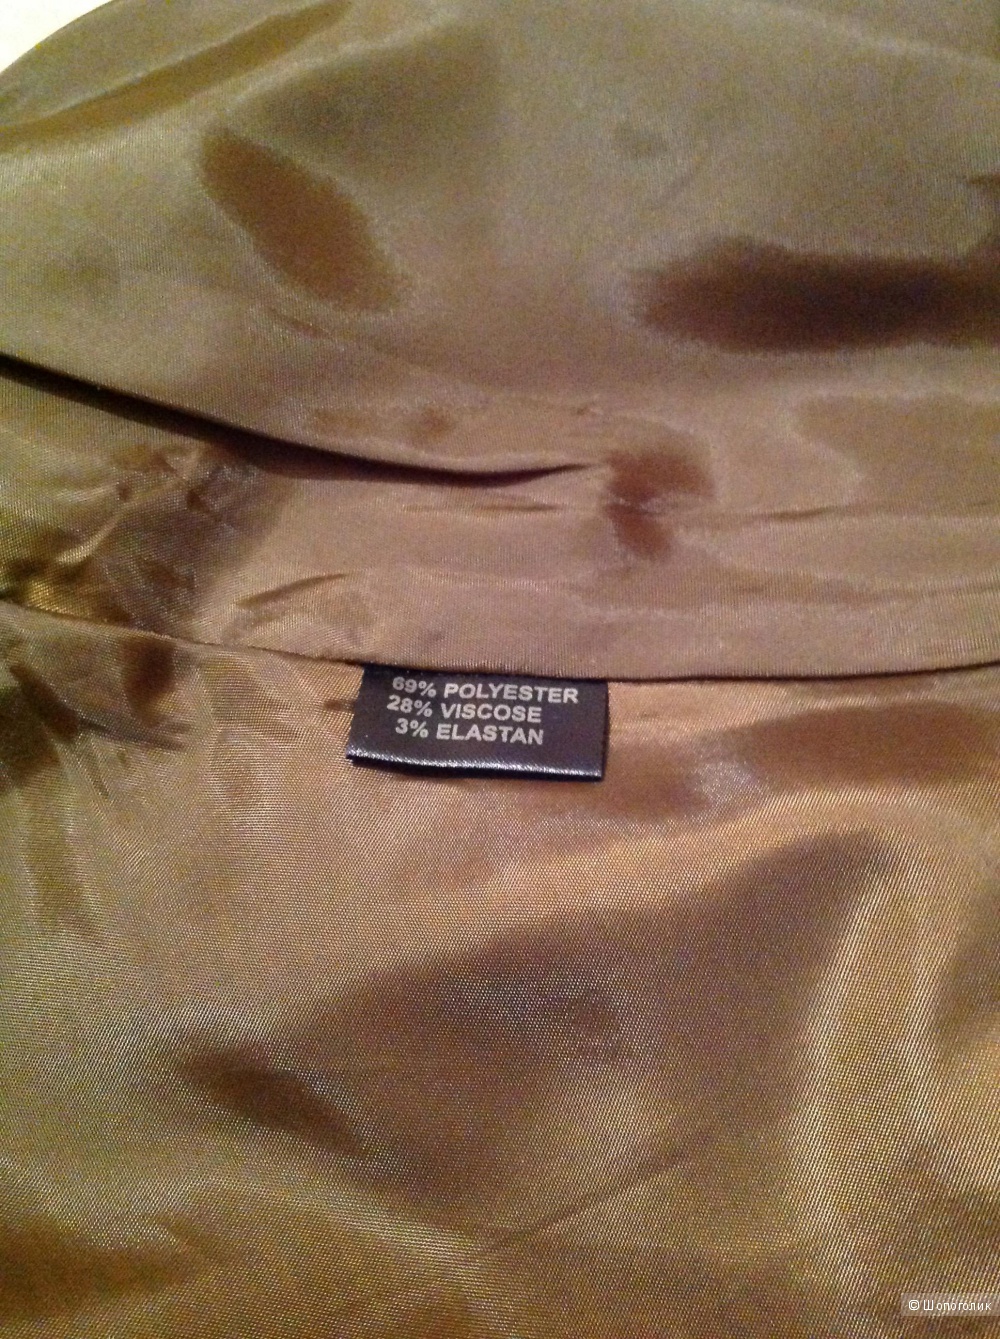 69% POLYESTER
28% VISCOSE
3% ELASTAN
© Шопоголик